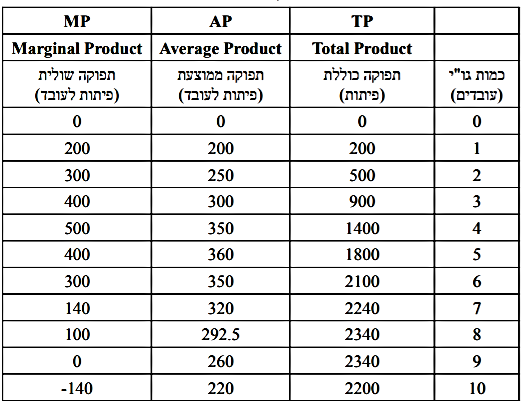 MP AP TP
Marginal Product Average Product Total Product
תפוקה שולית תפוקה ממוצעת תפוקה כוללת כמות גו"י
(פיתות לעובד) (פיתות לעובד) (פיתות) (עובדים)
0 0 0 0
200 200 200 1
300 250 500 2
400 300 900 3
500 350 1400 4
400 360 1800 5
300 350 2100 6
140 320 2240 7
100 292.5 2340 8
0 260 2340 9
-140 220 2200 10